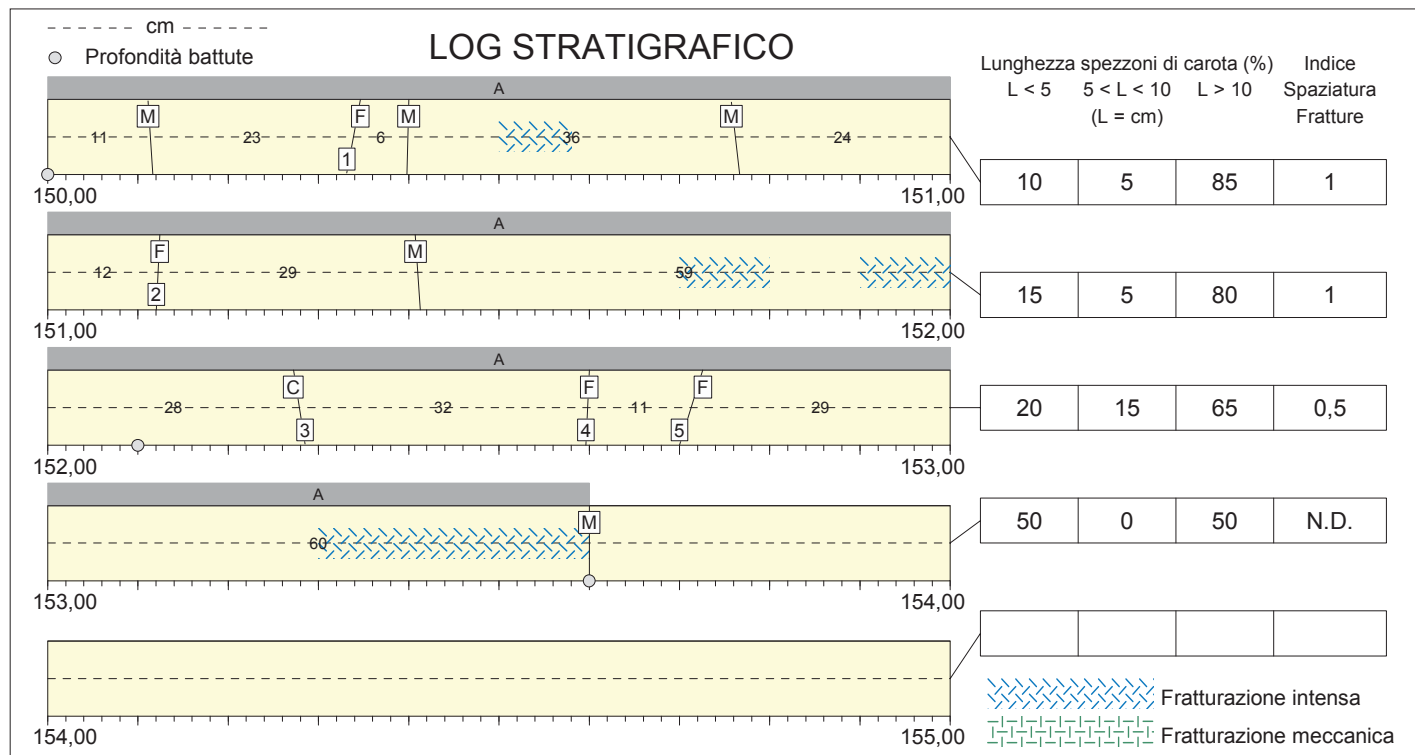 cm
LOG STRATIGRAFICO
Profondità battute
Lunghezza spezzoni di carota (%) Indice
L < 5 5 < L < 10 L > 10 Spaziatura
(L = cm) Fratture
A
M F M M
11 23 6 36 24
1
150,00 151,00
10 5 85 1
A
F M
12 29 59
2
151,00 152,00
15 5 80 1
A
C F F
28 32 11 29
3 4 5
152,00 153,00
20 15 65 0,5
A
M
60
153,00 154,00
50 0 50 N.D.
154,00 155,00
Fratturazione intensa
Fratturazione meccanica